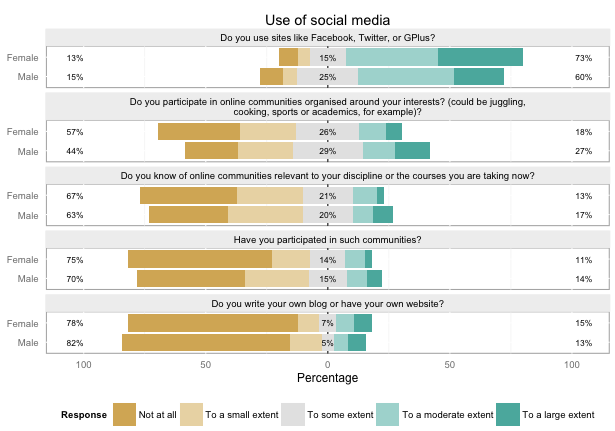 Use of social media
Do you use sites like Facebook, Twitter, or GPlus?
Female 13% 15% 73%
Male 15% 25% 60%
Do you participate in online communities organised around your interests? (could be juggling,
cooking, sports or academics, for example)?
Female 57% 26% 18%
Male 44% 29% 27%
Do you know of online communities relevant to your discipline or the courses you are taking now?
Female 67% 21% 13%
Male 63% 20% 17%
Have you participated in such communities?
Female 75% 14% 11%
Male 70% 15% 14%
Do you write your own blog or have your own website?
Female 78% 7% 15%
Male 82% 5% 13%
100 50 0 50 100
Percentage
Response Not at all To a small extent To some extent To a moderate extent To a large extent